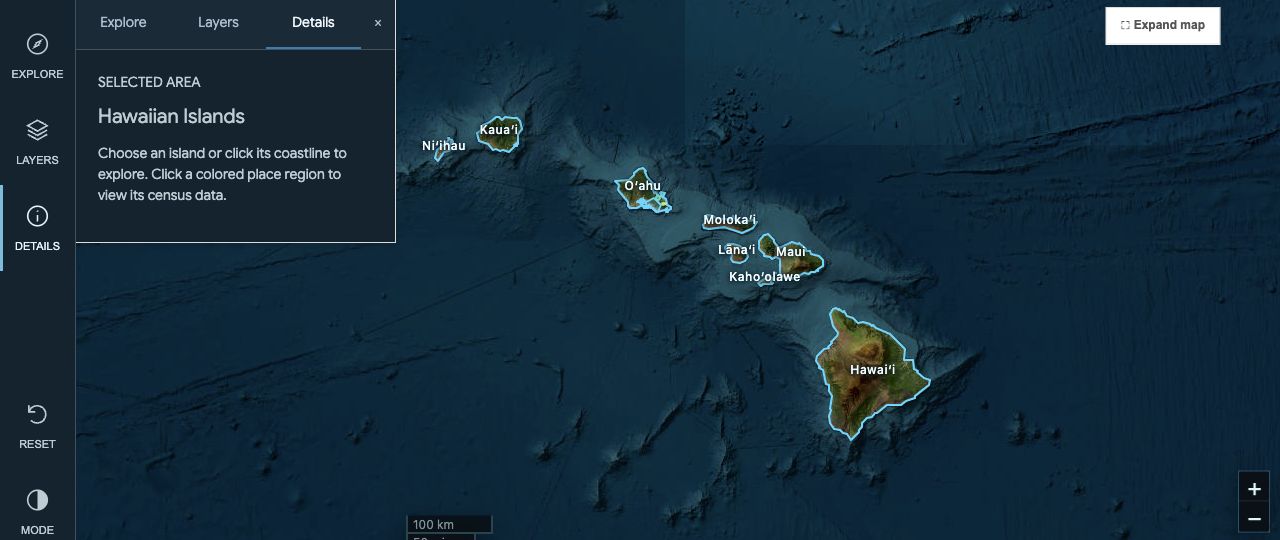 EXPLORE
LAYERS
DETAILS
RESET
MODE
Explore Layers Details ×
SELECTED AREA
Hawaiian Islands
Choose an island or click its coastline to
explore. Click a colored place region to
view its census data.
Expand map
Kauaʻi
Niʻihau
Oʻahu
Molokaʻi
Lānaʻi
Maui
Kahoʻolawe
Hawaiʻi
100 km
+
−